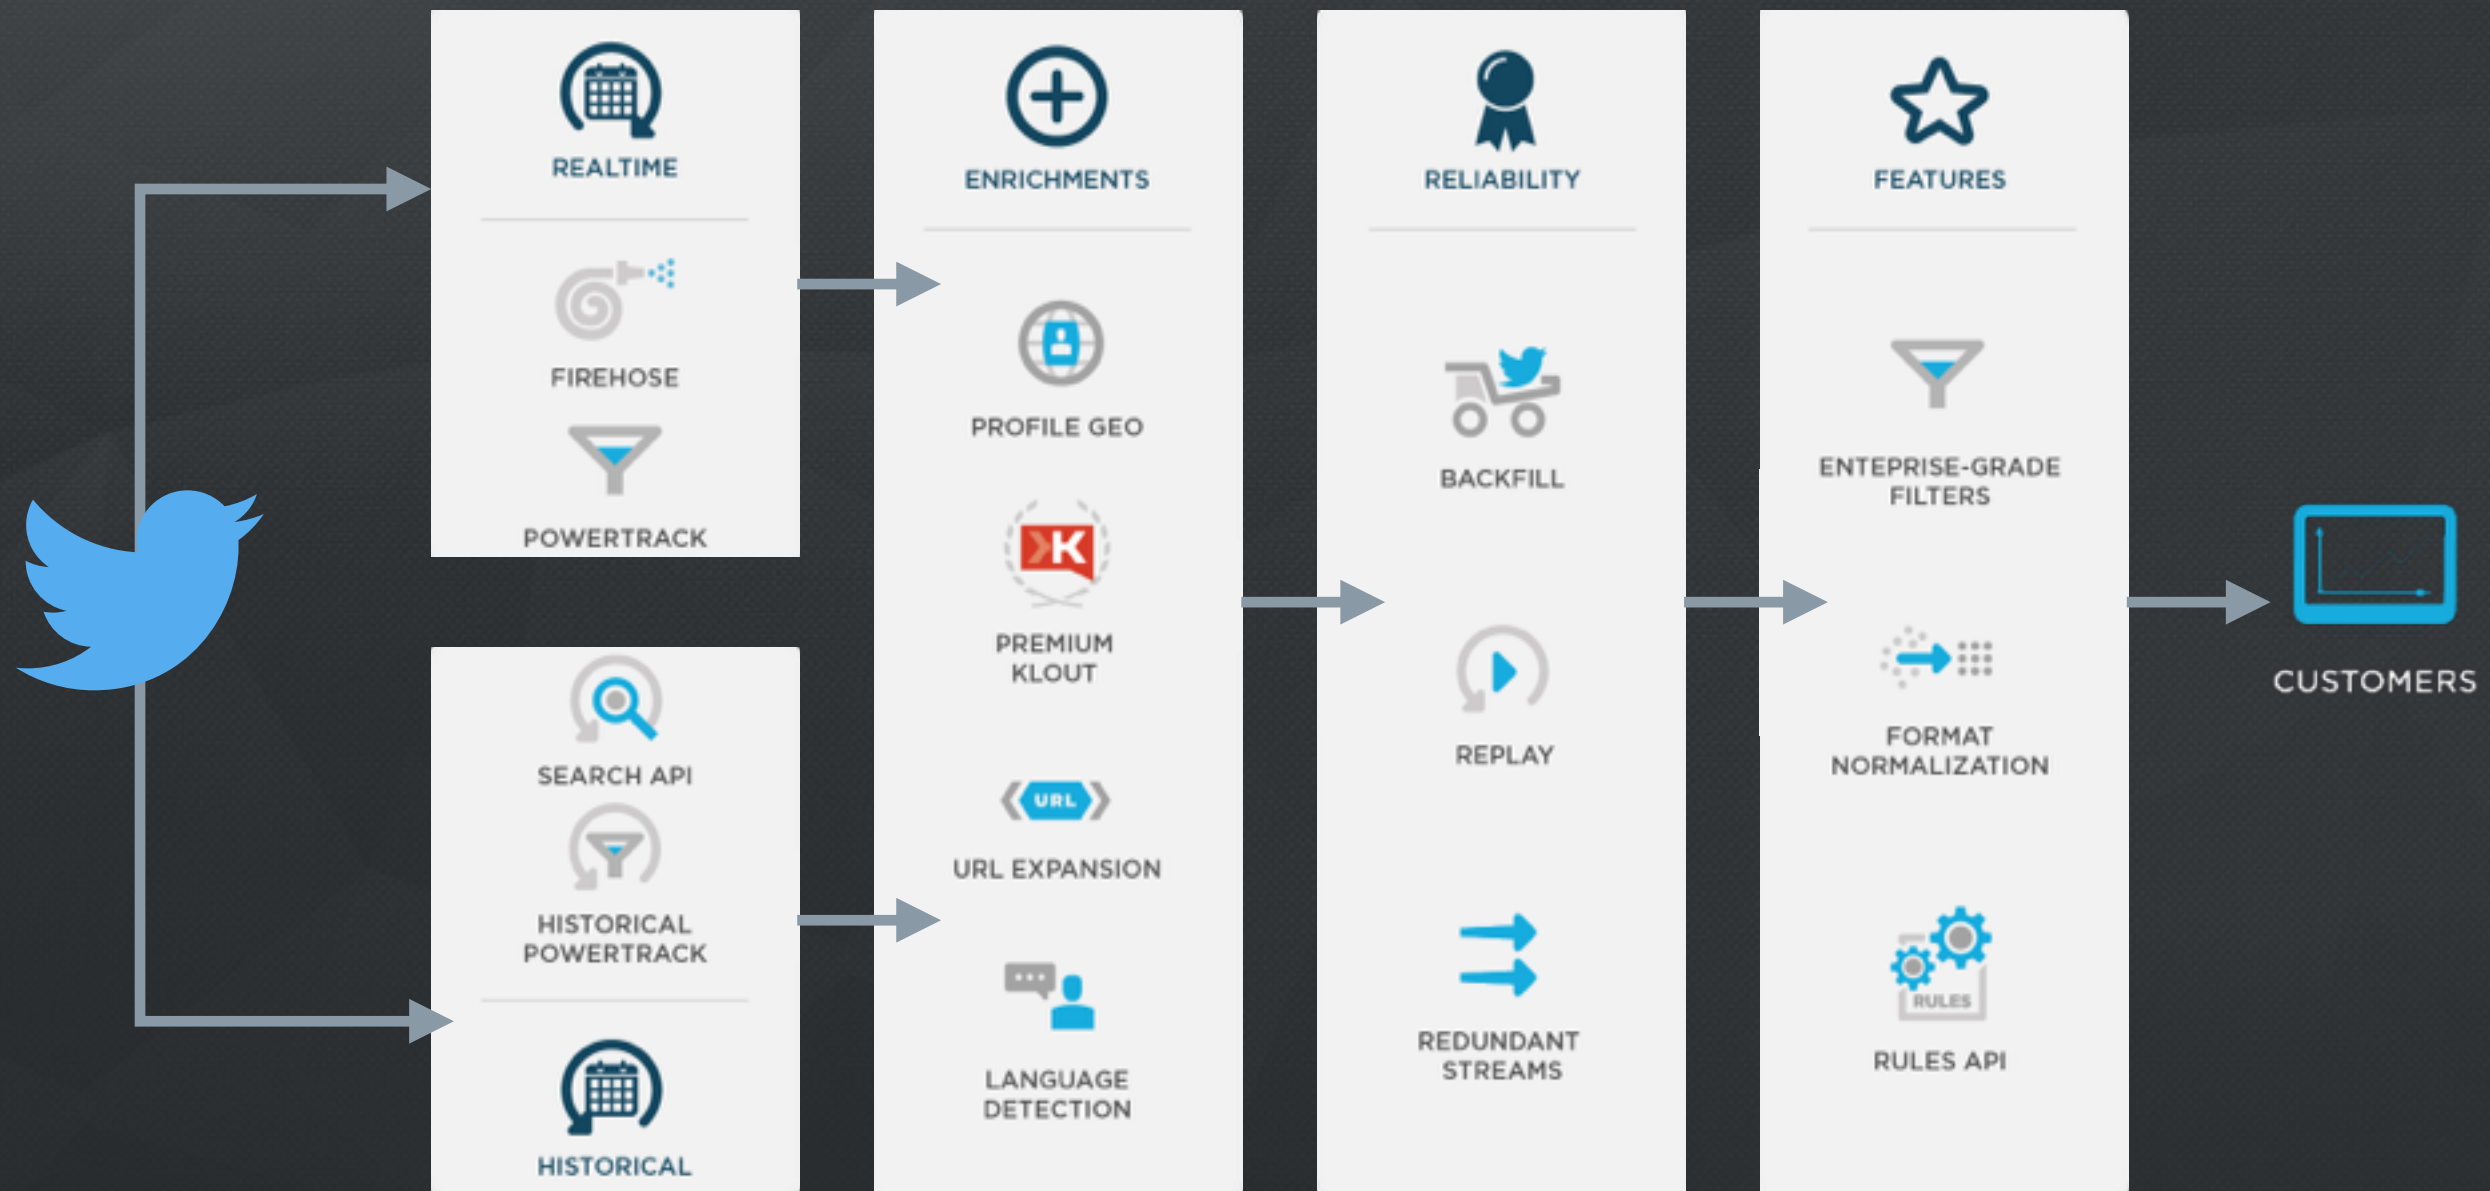 REALTIME
FIREHOSE
POWERTRACK
SEARCH API
HISTORICAL
POWERTRACK
HISTORICAL
ENRICHMENTS
PROFILE GEO
K
PREMIUM
KLOUT
URL
URL EXPANSION
LANGUAGE
DETECTION
RELIABILITY
BACKFILL
REPLAY
REDUNDANT
STREAMS
FEATURES
ENTEPRISE-GRADE
FILTERS
FORMAT
NORMALIZATION
RULES
RULES API
CUSTOMERS